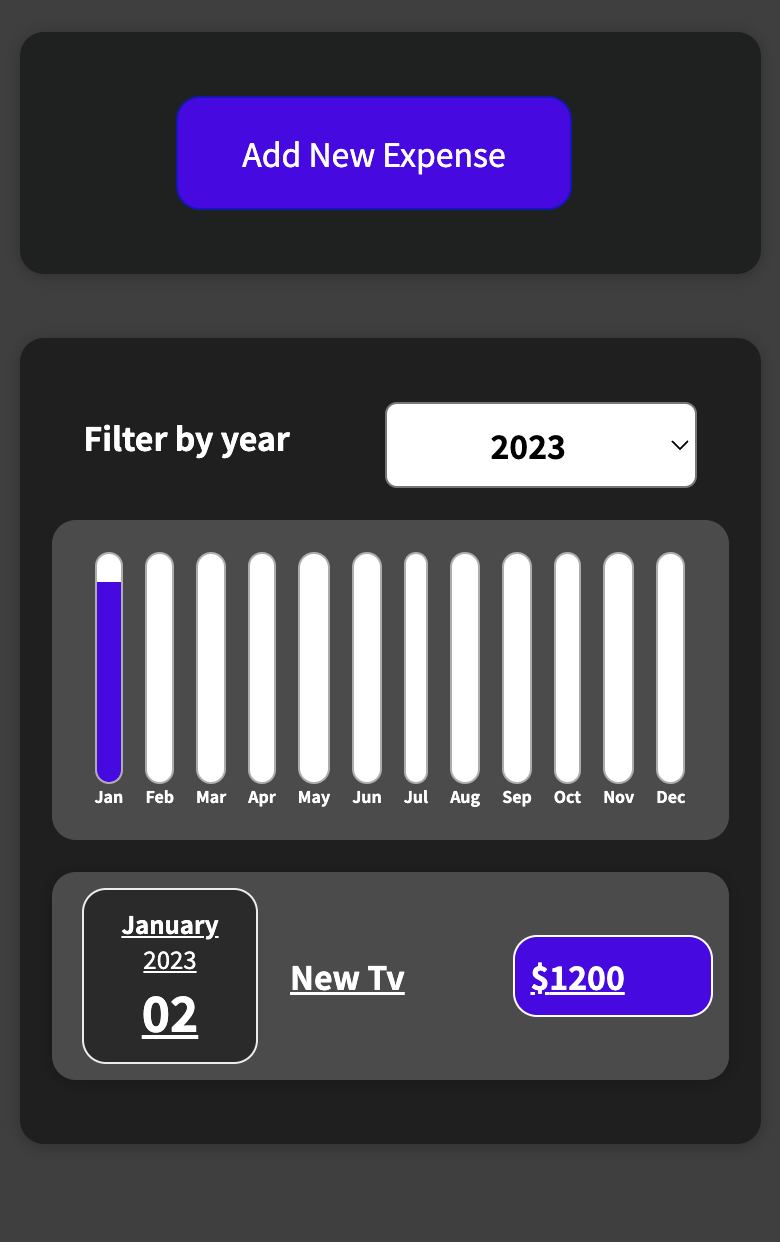 Add New Expense
Filter by year
2023
Jan Feb Mar Apr May Jun Jul Aug Sep Oct Nov Dec
January
2023
02
New Tv
$1200